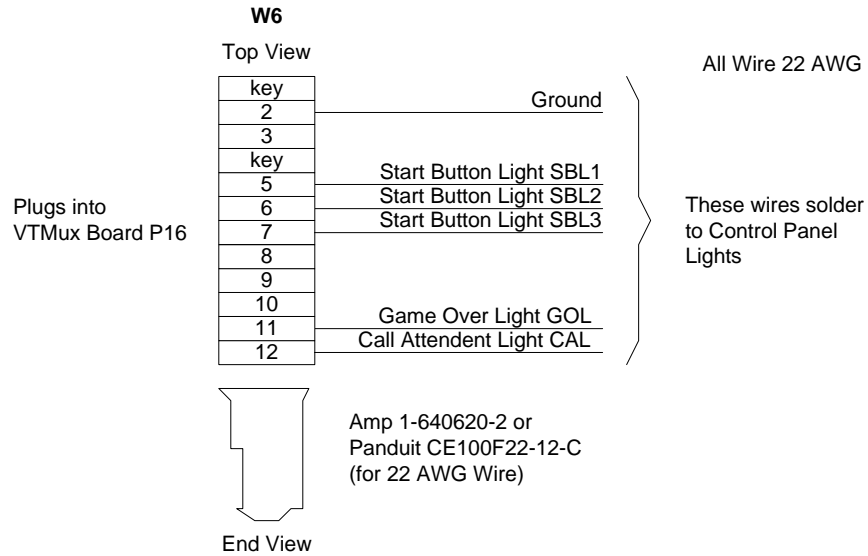 W6
Top View
All Wire 22 AWG
key
2
Ground
3
key
5
Start Button Light SBL1
6
Start Button Light SBL2
7
Start Button Light SBL3
8
9
10
11
Game Over Light GOL
12
Call Attendent Light CAL
Plugs into
VTMux Board P16
These wires solder
to Control Panel
Lights
Amp 1-640620-2 or
Panduit CE100F22-12-C
(for 22 AWG Wire)
End View